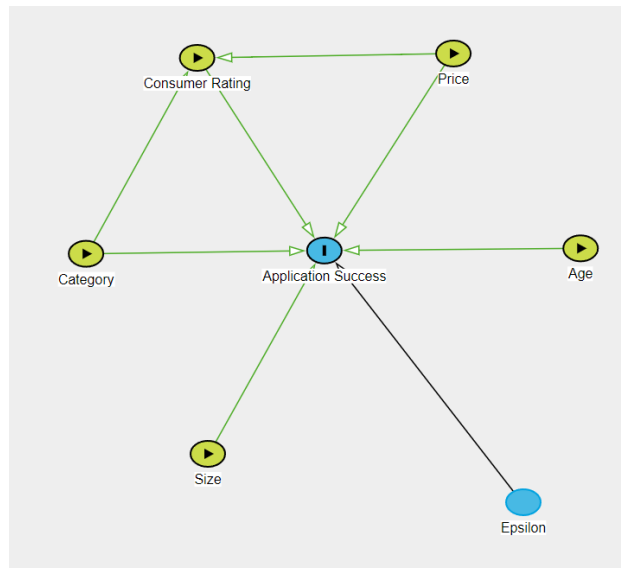 Consumer Rating
Price
Category
Application Success
Age
Size
Epsilon